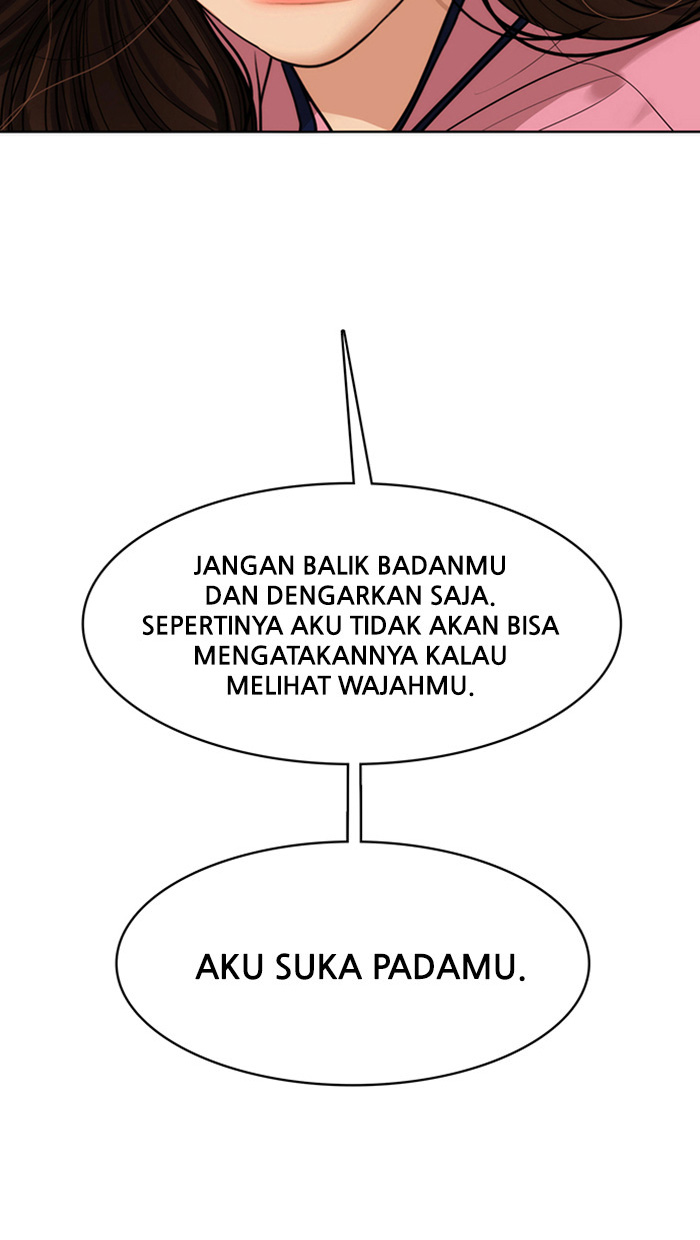 JANGAN BALIK BADANMU
DAN DENGARKAN SAJA.
SEPERTINYA AKU TIDAK AKAN BISA
MENGATAKANNYA KALAU
MELIHAT WAJAHMU.
AKU SUKA PADAMU.